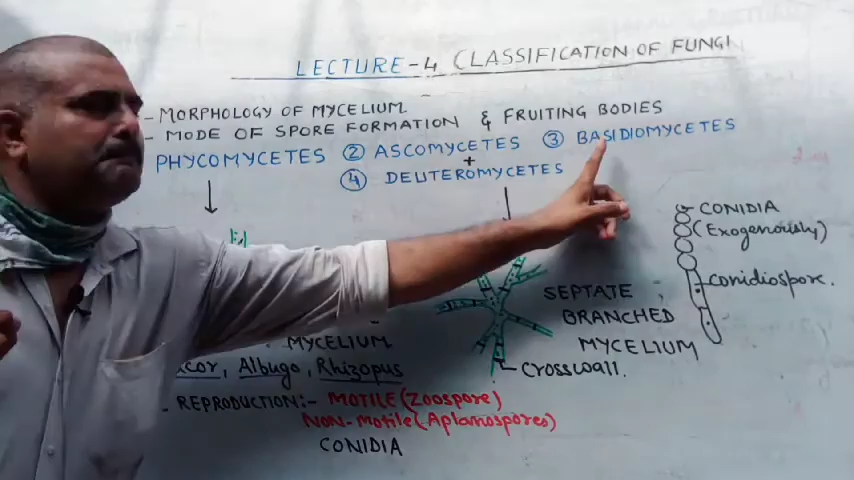 LECTURE-4 CLASSIFICATION OF FUNGI
- MORPHOLOGY OF MYCELIUM
- MODE OF SPORE FORMATION & FRUITING BODIES
PHYCOMYCETES ② ASCOMYCETES ③ BASIDIOMYCETES
+
④ DEUTEROMYCETES
CONIDIA
(Exogenously)
conidiospore.
SEPTATE ;
BRANCHED
MYCELIUM
Crosswall.
MYCELIUM
Albugo, Rhizopus
- REPRODUCTION:- MOTILE (Zoospore)
NON-MOTILE (Aplanospores)
CONIDIA